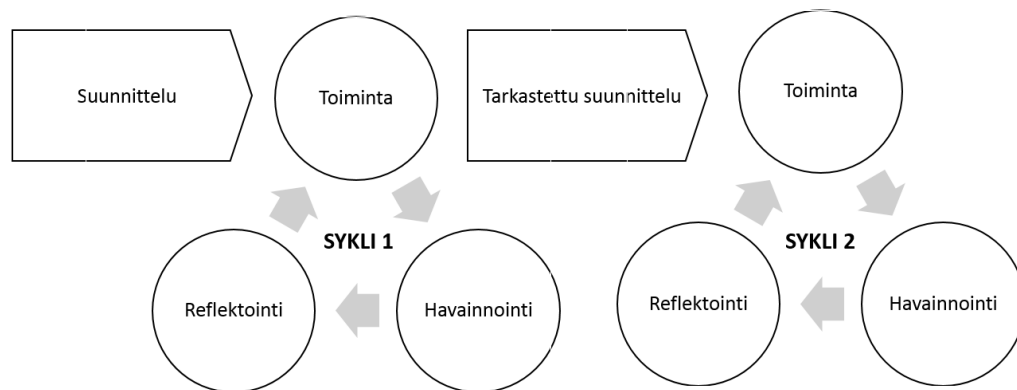 Suunnittelu
Toiminta
Tarkastettu suunnittelu
Toiminta
SYKLI 1
SYKLI 2
Reflektointi
Havainnointi
Reflektointi
Havainnointi